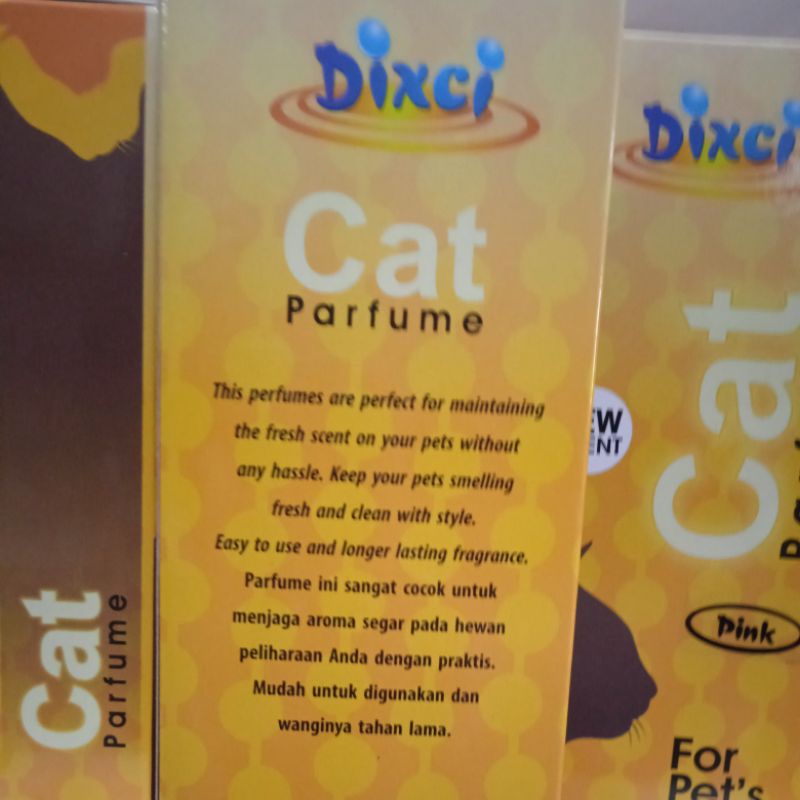 Dixci
Cat
Parfume
This perfumes are perfect for maintaining
the fresh scent on your pets without
any hassle. Keep your pets smelling
fresh and clean with style.
Easy to use and longer lasting fragrance.
Parfume ini sangat cocok untuk
menjaga aroma segar pada hewan
peliharaan Anda dengan praktis.
Mudah untuk digunakan dan
wanginya tahan lama.
Cat
Parfume
Dixci
Cat
Pink
For
Pet's